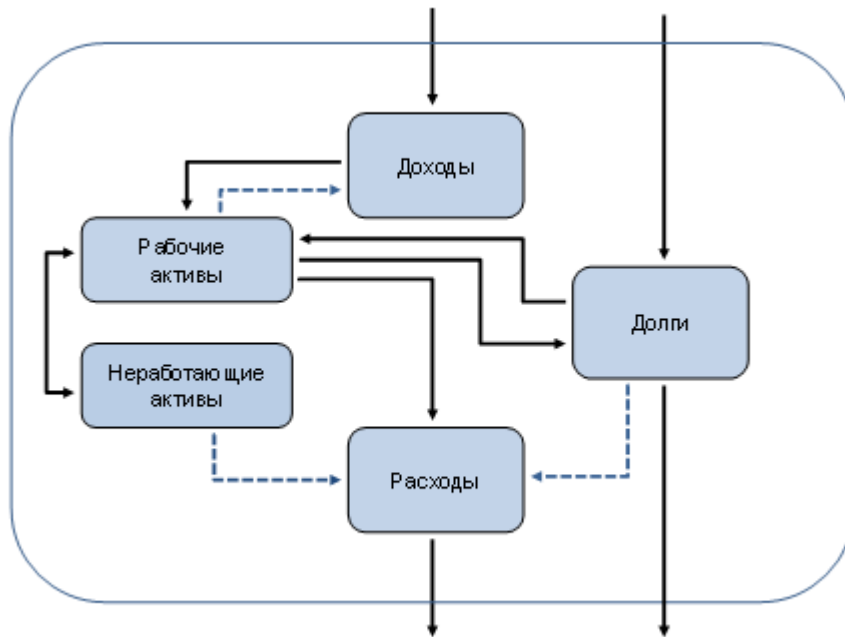 Доходы
Рабочие
активы
Долги
Неработающие
активы
Расходы